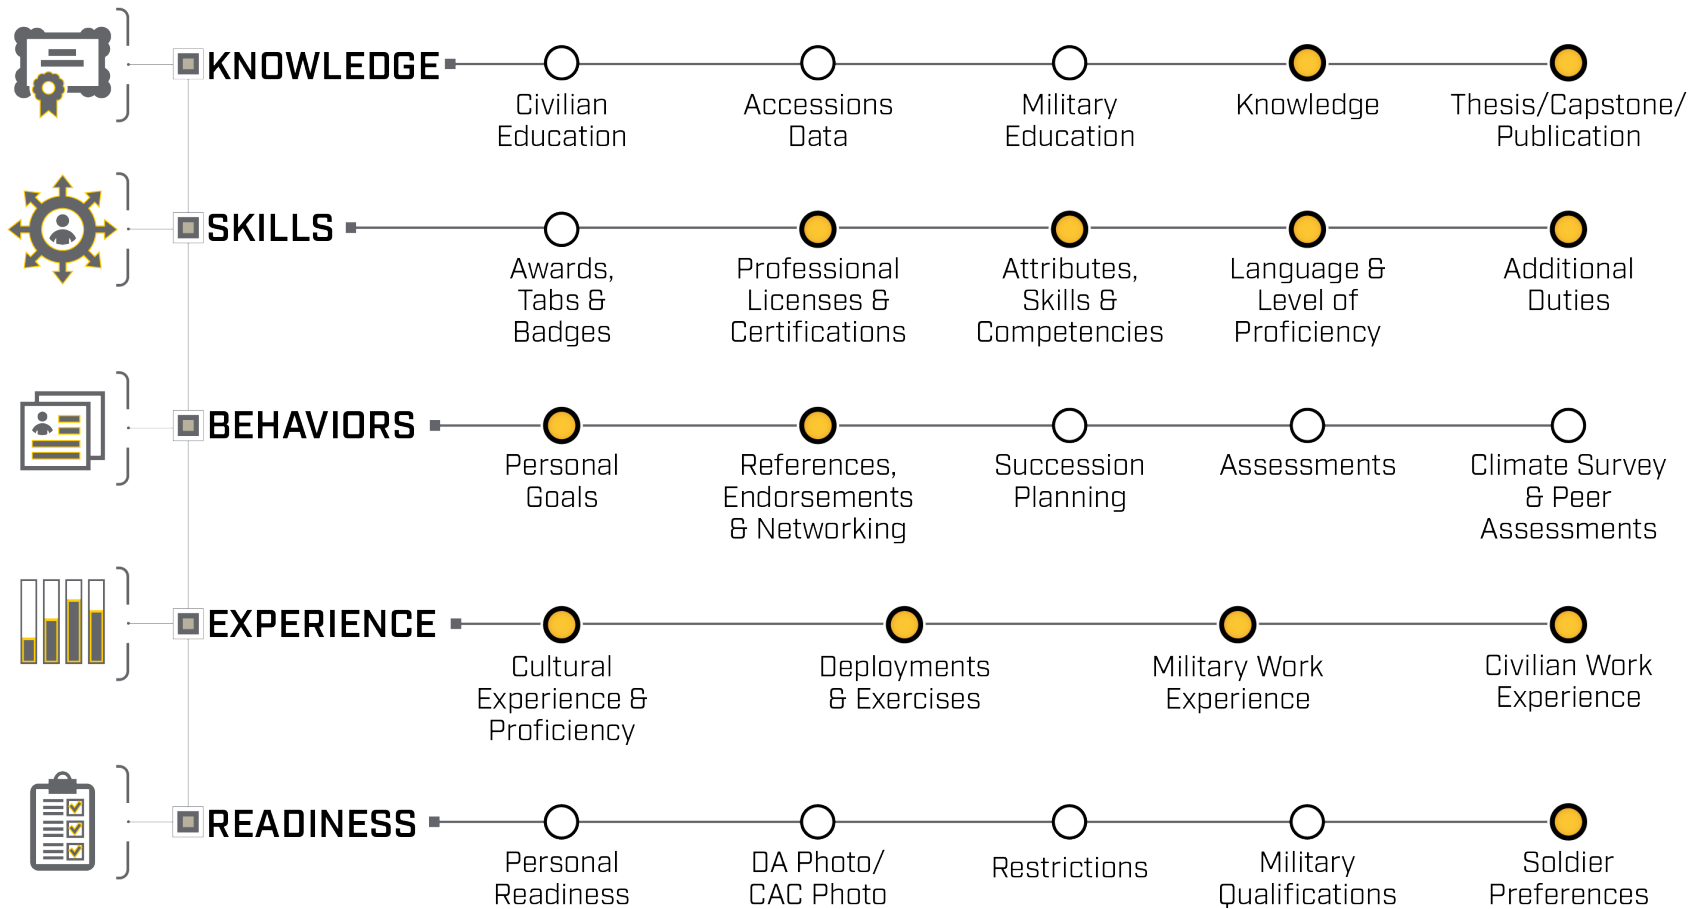 KNOWLEDGE
Civilian
Education
Accessions
Data
Military
Education
Knowledge
Thesis/Capstone/
Publication
SKILLS
Awards,
Tabs &
Badges
Professional
Licenses &
Certifications
Attributes,
Skills &
Competencies
Language &
Level of
Proficiency
Additional
Duties
BEHAVIORS
Personal
Goals
References,
Endorsements
& Networking
Succession
Planning
Assessments
Climate Survey
& Peer
Assessments
EXPERIENCE
Cultural
Experience &
Proficiency
Deployments
& Exercises
Military Work
Experience
Civilian Work
Experience
READINESS
Personal
Readiness
DA Photo/
CAC Photo
Restrictions
Military
Qualifications
Soldier
Preferences